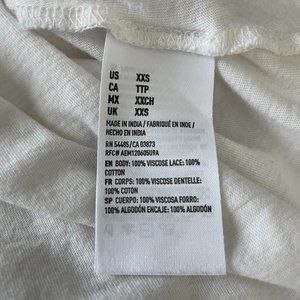 US XXS
CA TTP
MX XXCH
UK XXS
MADE IN INDIA / FABRIQUÉ EN INDE /
HECHO EN INDIA
RN 54485/CA 03873
RFC# AEM120605U9A
EN BODY: 100% VISCOSE LACE: 100%
COTTON
FR CORPS: 100% VISCOSE DENTELLE:
100% COTON
SP CUERPO: 100% VISCOSA FORRO:
100% ALGODÓN ENCAJE: 100% ALGODÓN